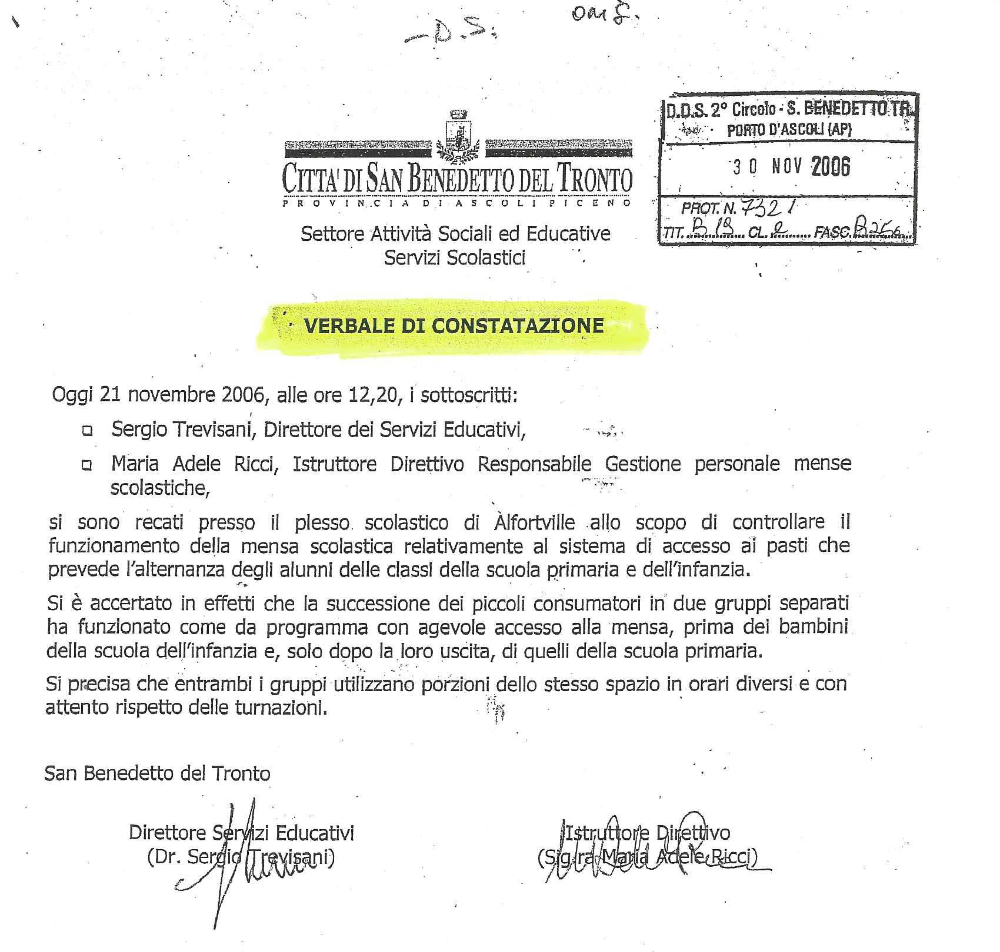 - D.S.
D.D.S. 2° Circolo - S. BENEDETTO TR.
PORTO D'ASCOLI (AP)
30 NOV 2006
PROT. N. 7321
TIT. B 19 CL. 2 FASC.
CITTA' DI SAN BENEDETTO DEL TRONTO
PROVINCIA DI ASCOLI PICENO
Settore Attività Sociali ed Educative
Servizi Scolastici
VERBALE DI CONSTATAZIONE
Oggi 21 novembre 2006, alle ore 12,20, i sottoscritti:
Sergio Trevisani, Direttore dei Servizi Educativi,
Maria Adele Ricci, Istruttore Direttivo Responsabile Gestione personale mense
scolastiche,
si sono recati presso il plesso scolastico di Alfortville allo scopo di controllare il
funzionamento della mensa scolastica relativamente al sistema di accesso ai pasti che
prevede l'alternanza degli alunni delle classi della scuola primaria e dell'infanzia.
Si è accertato in effetti che la successione dei piccoli consumatori in due gruppi separati
ha funzionato come da programma con agevole accesso alla mensa, prima dei bambini
della scuola dell'infanzia e, solo dopo la loro uscita, di quelli della scuola primaria.
Si precisa che entrambi i gruppi utilizzano porzioni dello stesso spazio in orari diversi e con
attento rispetto delle turnazioni.
San Benedetto del Tronto
Direttore Servizi Educativi
(Dr. Sergio Trevisani)
Istruttore Direttivo
(Sig.ra Maria Adele Ricci)